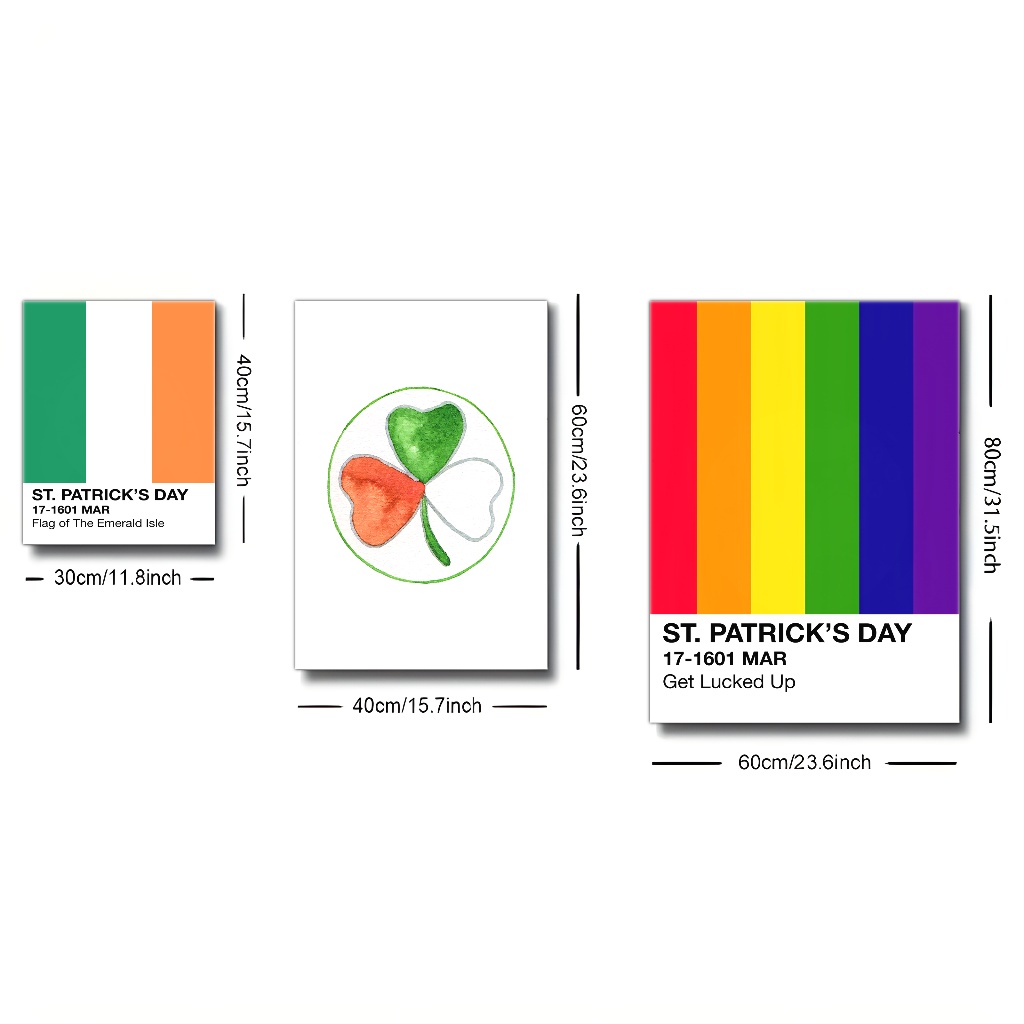 ST. PATRICK'S DAY
17-1601 MAR
Flag of The Emerald Isle
40cm/15.7inch
30cm/11.8inch
60cm/23.6inch
40cm/15.7inch
ST. PATRICK'S DAY
17-1601 MAR
Get Lucked Up
80cm/31.5inch
60cm/23.6inch